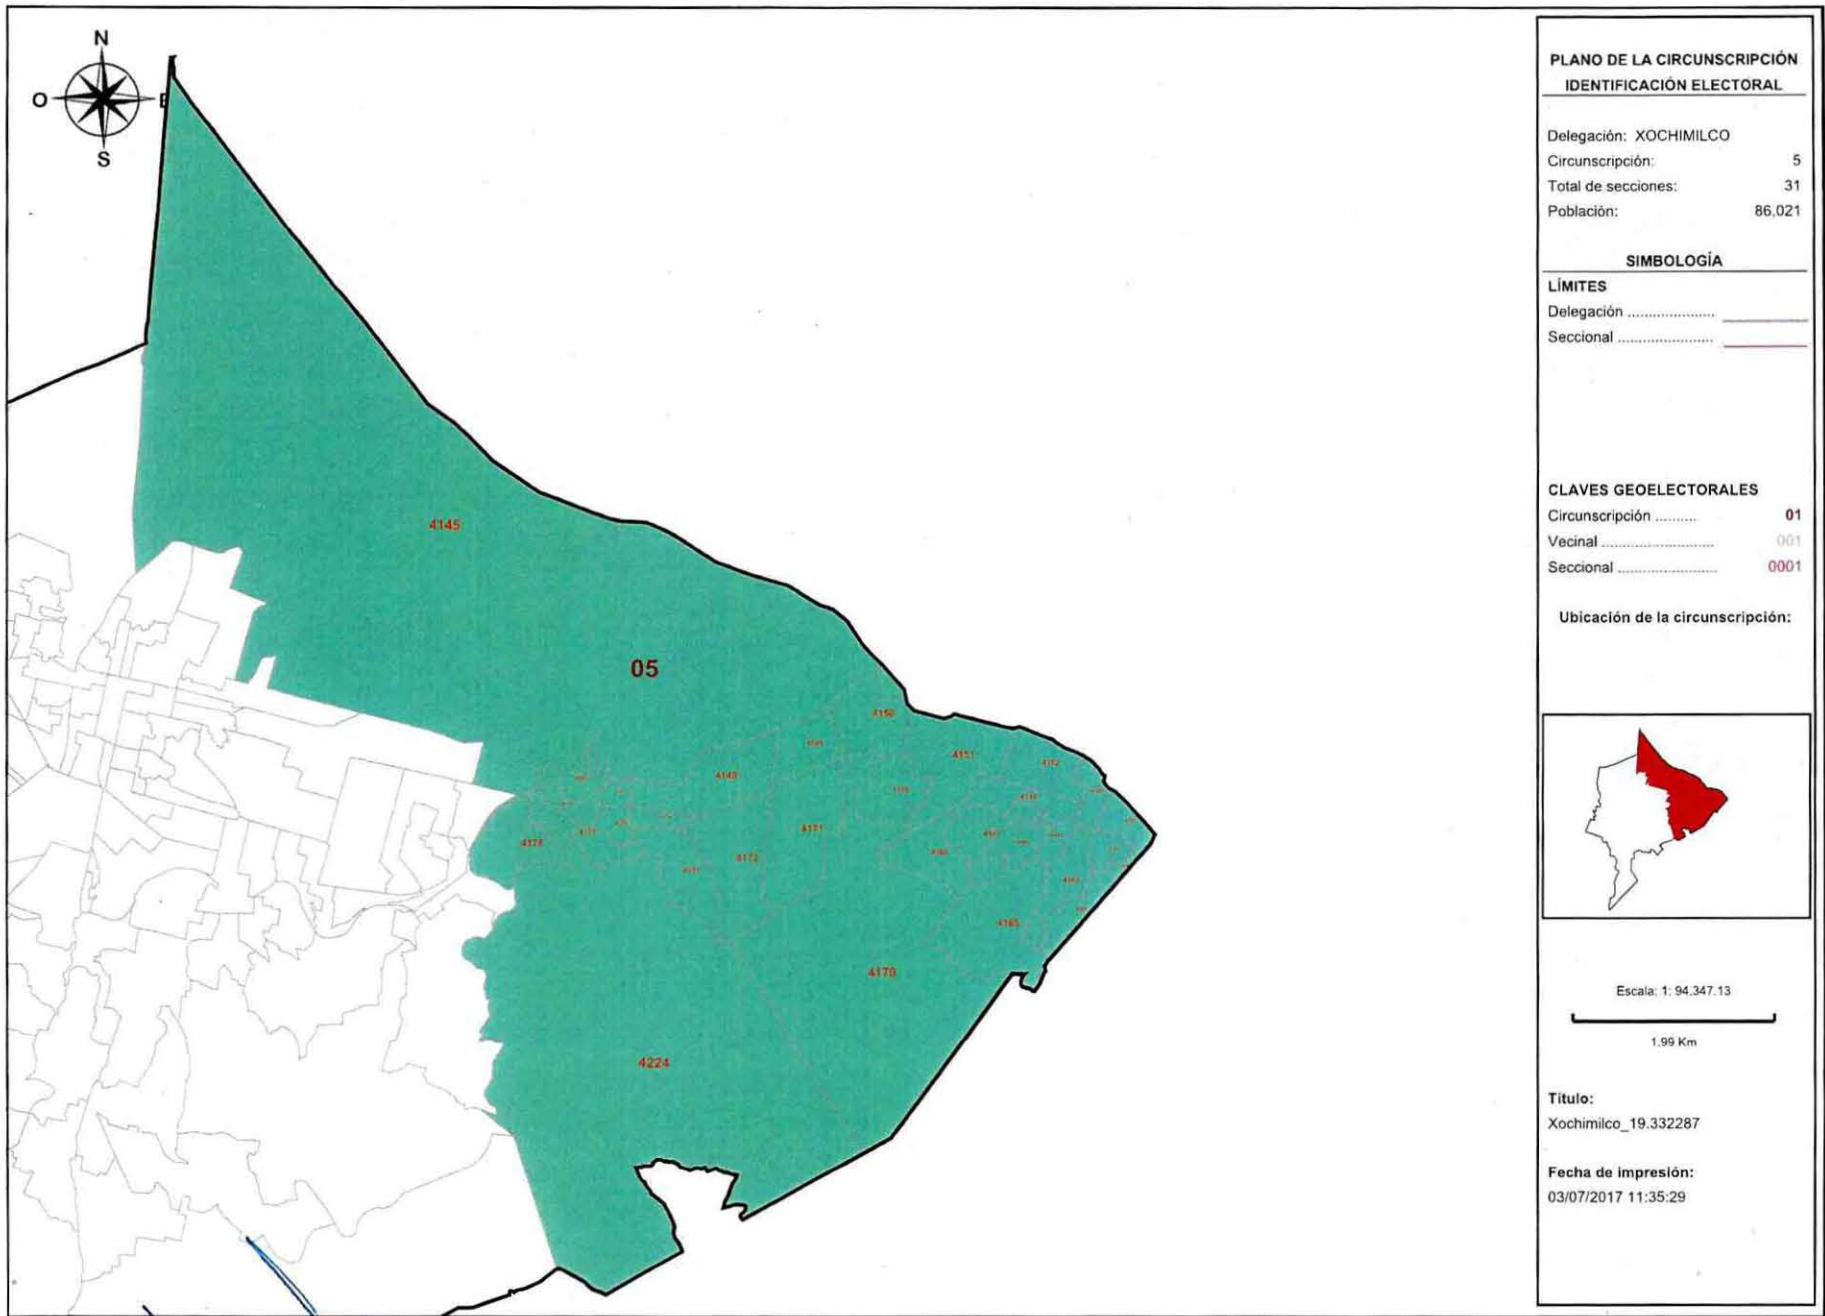 N
O
E
S
4145
05
4150
4151
4152
4149
4171
4172
4178
4165
4170
4224
PLANO DE LA CIRCUNSCRIPCIÓN
IDENTIFICACIÓN ELECTORAL
Delegación: XOCHIMILCO
Circunscripción: 5
Total de secciones: 31
Población: 86,021
SIMBOLOGÍA
LÍMITES
Delegación .....................
Seccional .......................
CLAVES GEOELECTORALES
Circunscripción .......... 01
Vecinal ........................... 001
Seccional ........................ 0001
Ubicación de la circunscripción:
Escala: 1: 94,347.13
1.99 Km
Título:
Xochimilco_19.332287
Fecha de impresión:
03/07/2017 11:35:29